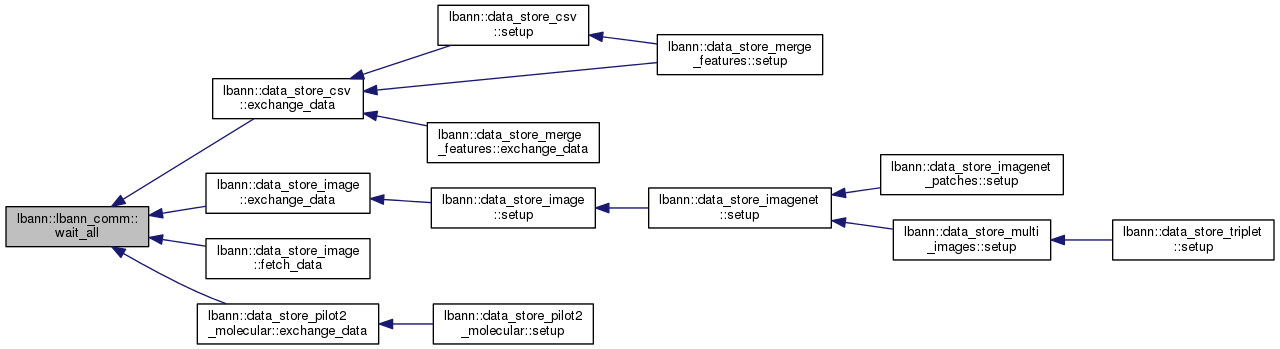 lbann::data_store_csv
::setup
lbann::data_store_merge
_features::setup
lbann::data_store_csv
::exchange_data
lbann::data_store_merge
_features::exchange_data
lbann::data_store_imagenet
_patches::setup
lbann::data_store_image
::exchange_data
lbann::data_store_image
::setup
lbann::data_store_imagenet
::setup
lbann::lbann_comm::
wait_all
lbann::data_store_multi
_images::setup
lbann::data_store_triplet
::setup
lbann::data_store_image
::fetch_data
lbann::data_store_pilot2
_molecular::exchange_data
lbann::data_store_pilot2
_molecular::setup